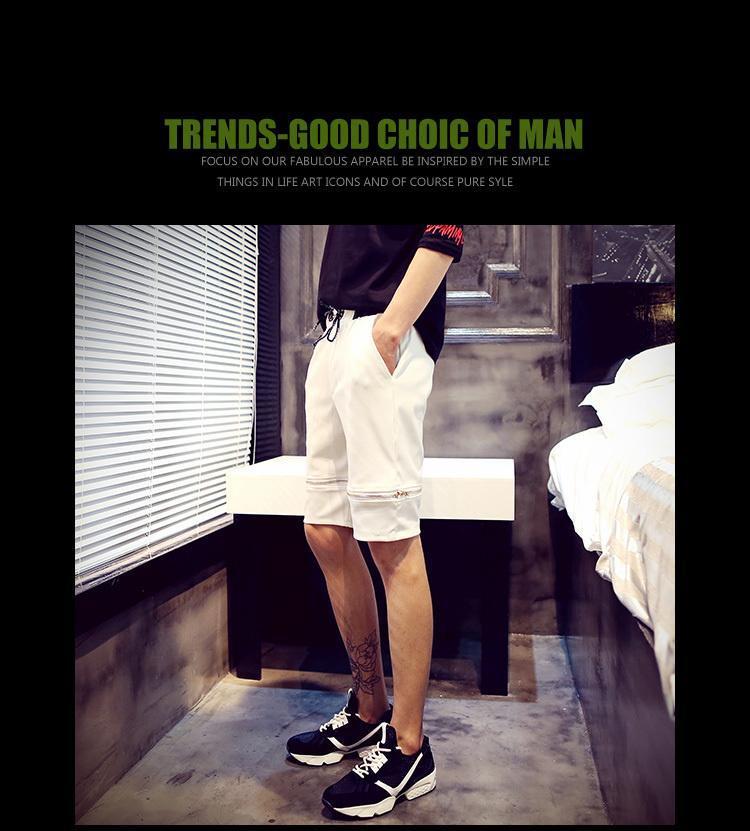 TRENDS-GOOD CHOIC OF MAN
FOCUS ON OUR FABULOUS APPAREL BE INSPIRED BY THE SIMPLE
THINGS IN LIFE ART ICONS AND OF COURSE PURE SYLE